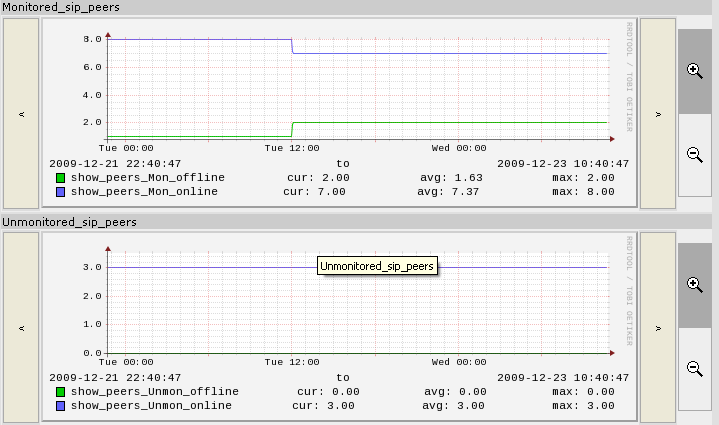 Monitored_sip_peers
8.0
6.0
4.0
2.0
Tue 00:00 Tue 12:00 Wed 00:00
2009-12-21 22:40:47 to 2009-12-23 10:40:47
show_peers_Mon_offline cur: 2.00 avg: 1.63 max: 2.00
show_peers_Mon_online cur: 7.00 avg: 7.37 max: 8.00
RRDTOOL / TOBI OETIKER
«
»
Unmonitored_sip_peers
Unmonitored_sip_peers
3.0
2.0
1.0
0.0
Tue 00:00 Tue 12:00 Wed 00:00
2009-12-21 22:40:47 to 2009-12-23 10:40:47
show_peers_Unmon_offline cur: 0.00 avg: 0.00 max: 0.00
show_peers_Unmon_online cur: 3.00 avg: 3.00 max: 3.00
RRDTOOL / TOBI OETIKER
«
»